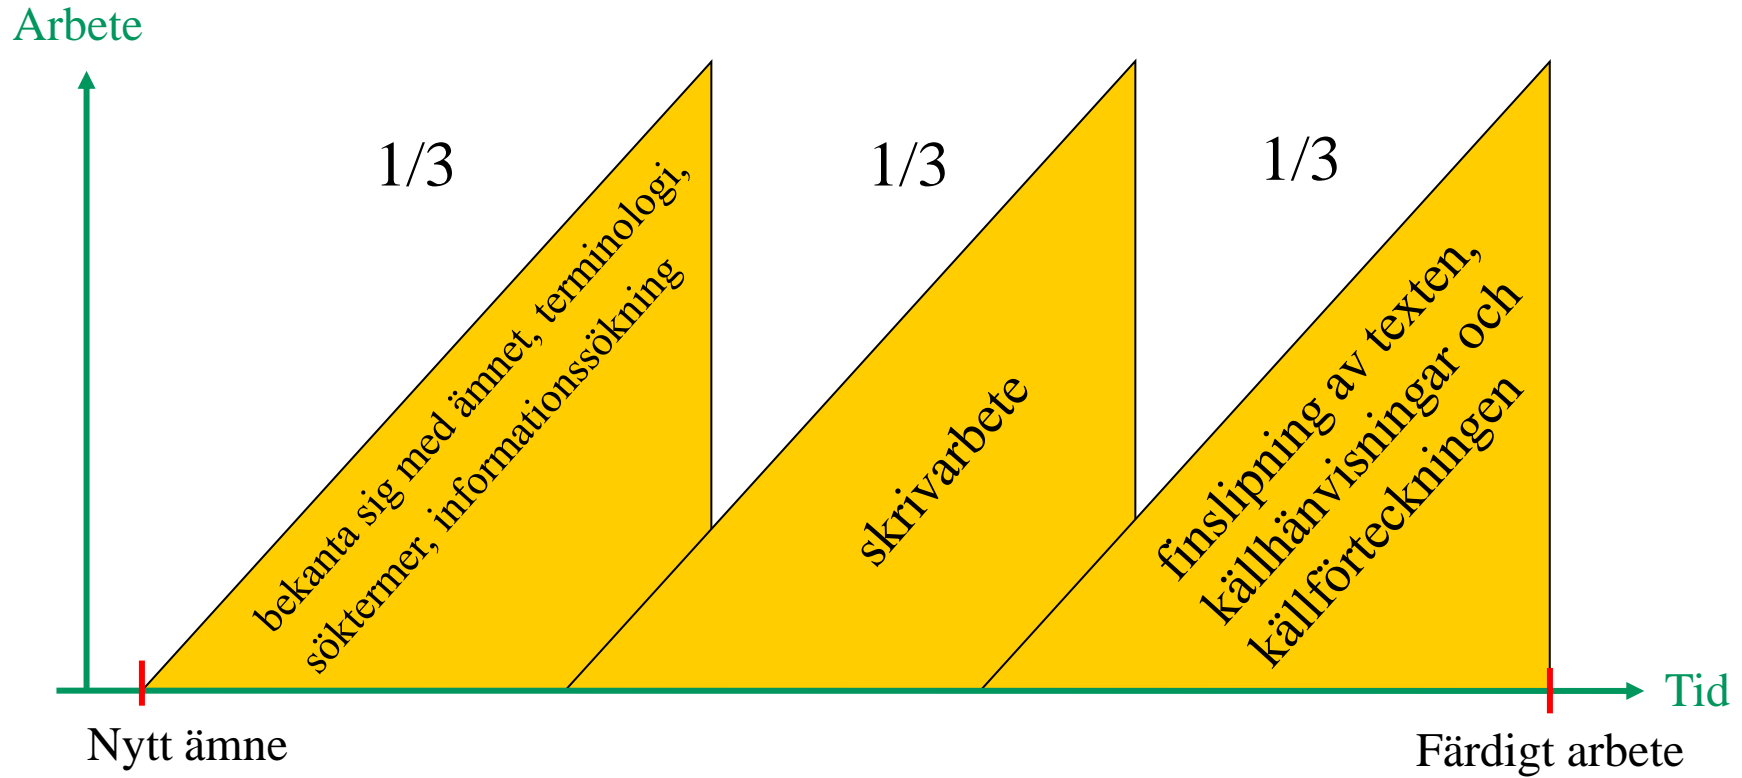 Arbete
1/3
1/3
1/3
bekanta sig med ämnet, terminologi,
söktermer, informationssökning
skrivarbete
finslipning av texten,
källhänvisningar och
källförteckningen
Tid
Nytt ämne
Färdigt arbete